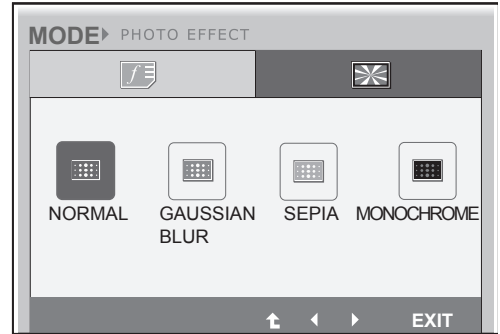 MODE PHOTO EFFECT
NORMAL GAUSSIAN BLUR SEPIA MONOCHROME
EXIT